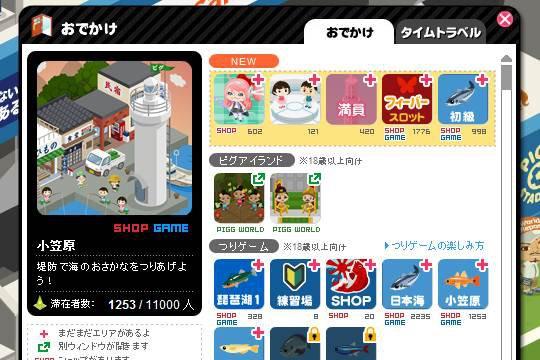 おでかけ
おでかけ
タイムトラベル
ピグ
民宿
SHOP GAME
小笠原
堤防で海のおさかなをつりあげよ
う！
滞在者数: 1253 / 11000 人
まだまだエリアがあるよ
別ウィンドウが開きます
NEW
SHOP 602
121
満員
420
フィーバー
スロット
GAME 1776
初級
SHOP
GAME 998
ピグアイランド ※18歳以上向け
PIGG WORLD
PIGG WORLD
つりゲーム ※18歳以上向け
つりゲームの楽しみ方
琵琶湖1
SHOP
GAME 328
練習場
8
SHOP
SHOP 20
日本海
SHOP
GAME 2235
小笠原
SHOP
GAME 1253